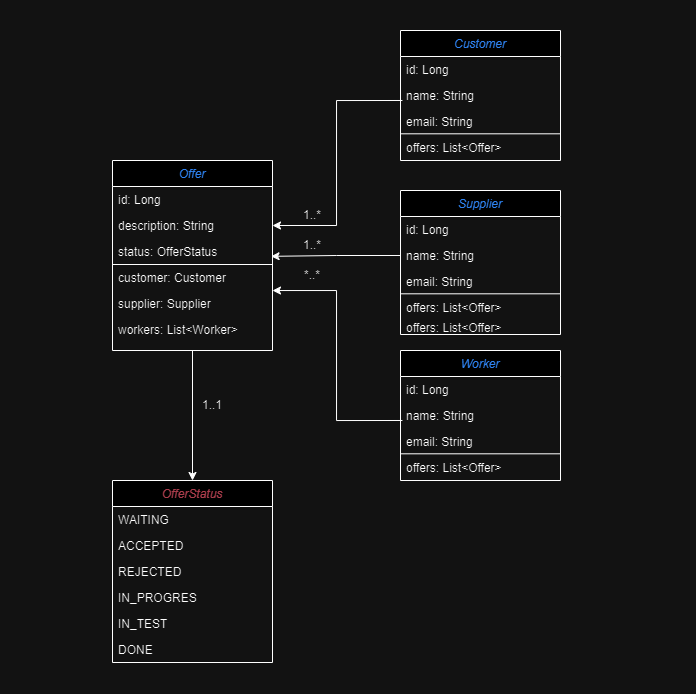 Customer
id: Long
name: String
email: String
offers: List<Offer>
Offer
id: Long
description: String
status: OfferStatus
customer: Customer
supplier: Supplier
workers: List<Worker>
1..*
1..*
*..*
1..1
Supplier
id: Long
name: String
email: String
offers: List<Offer>
offers: List<Offer>
Worker
id: Long
name: String
email: String
offers: List<Offer>
OfferStatus
WAITING
ACCEPTED
REJECTED
IN_PROGRES
IN_TEST
DONE